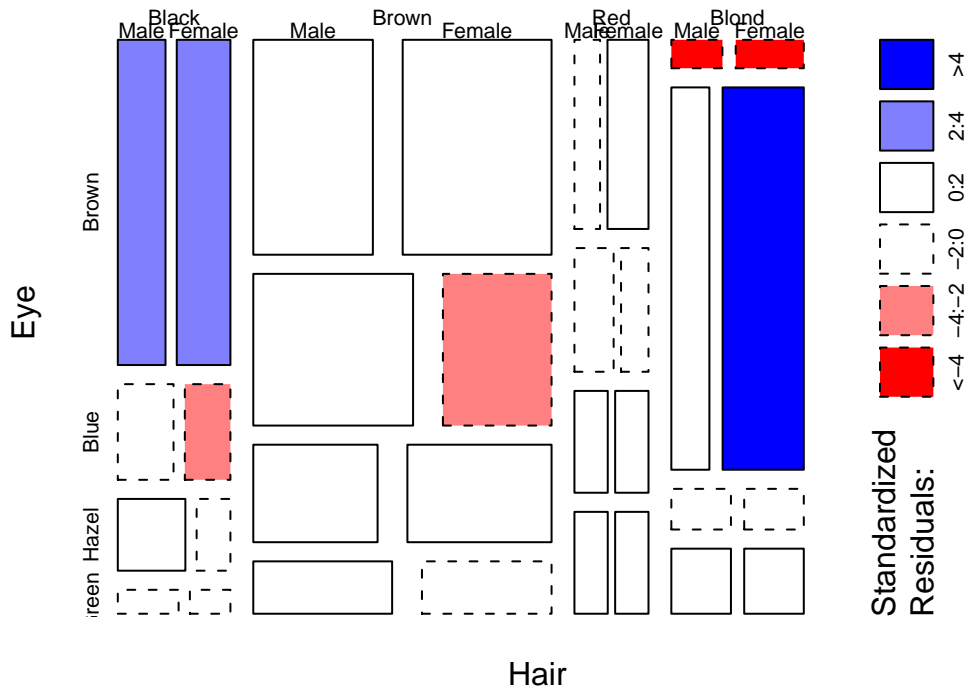 Black Brown Red Blond
Male Female Male Female Male Female Male Female
Brown
Blue
Hazel
Green
Eye
Hair
>4
2:4
0:2
−2:0
−4:−2
<−4
Standardized
Residuals: